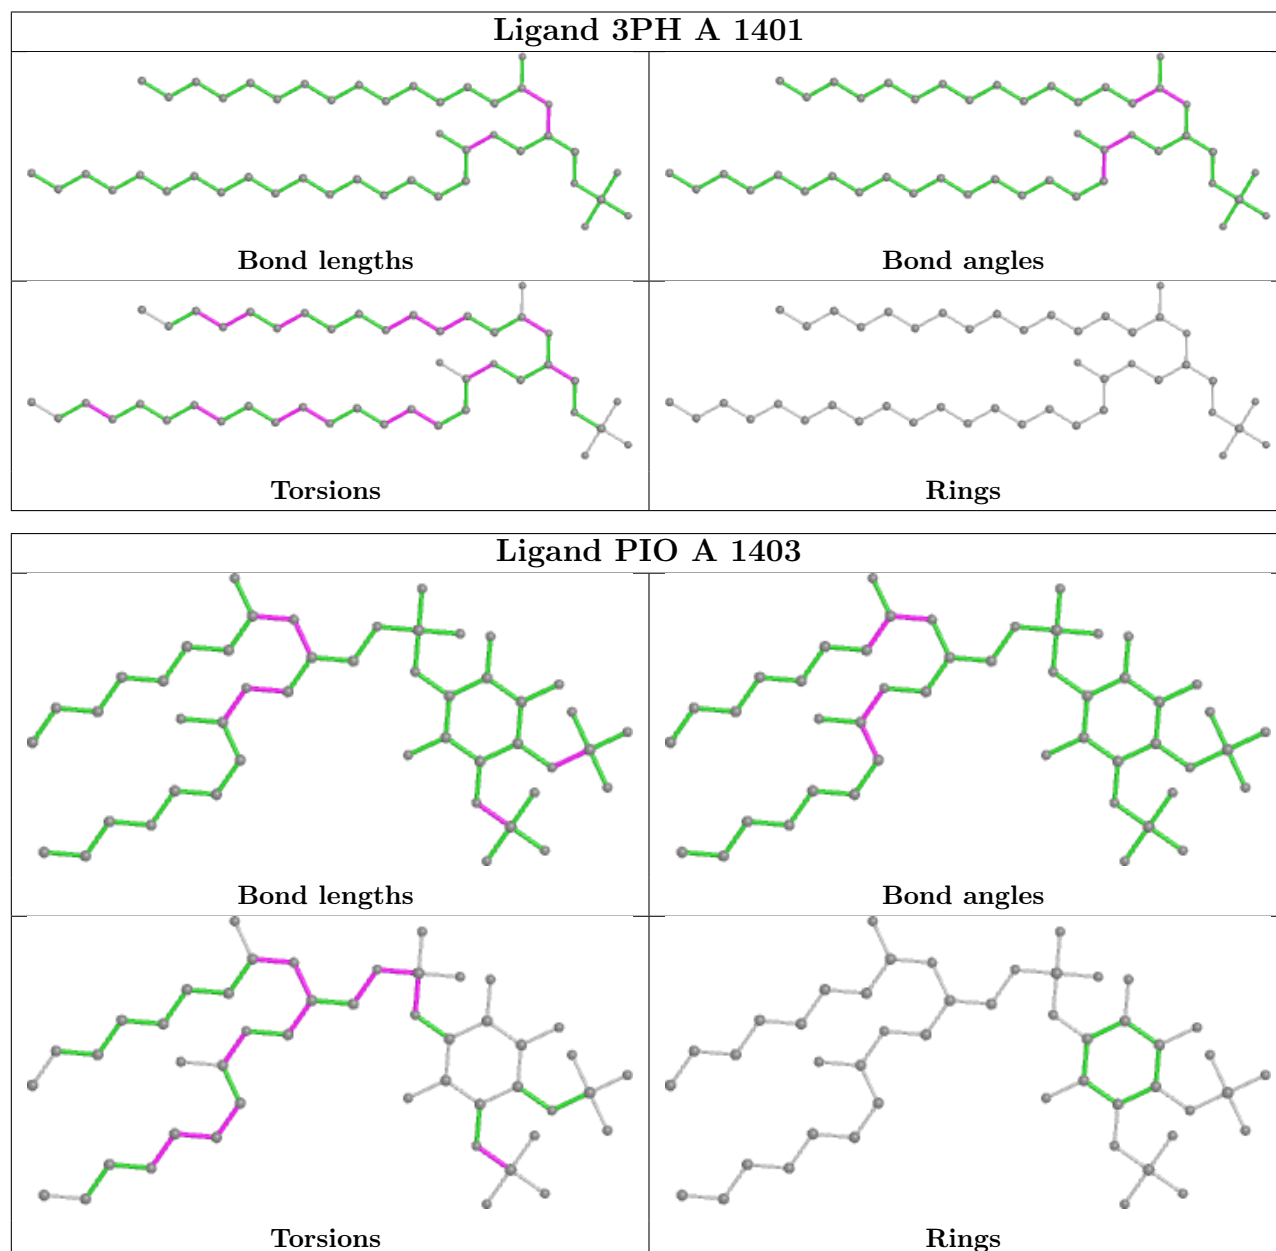 Ligand 3PH A 1401
Bond lengths
Bond angles
Torsions
Rings
Ligand PIO A 1403
Bond lengths
Bond angles
Torsions
Rings